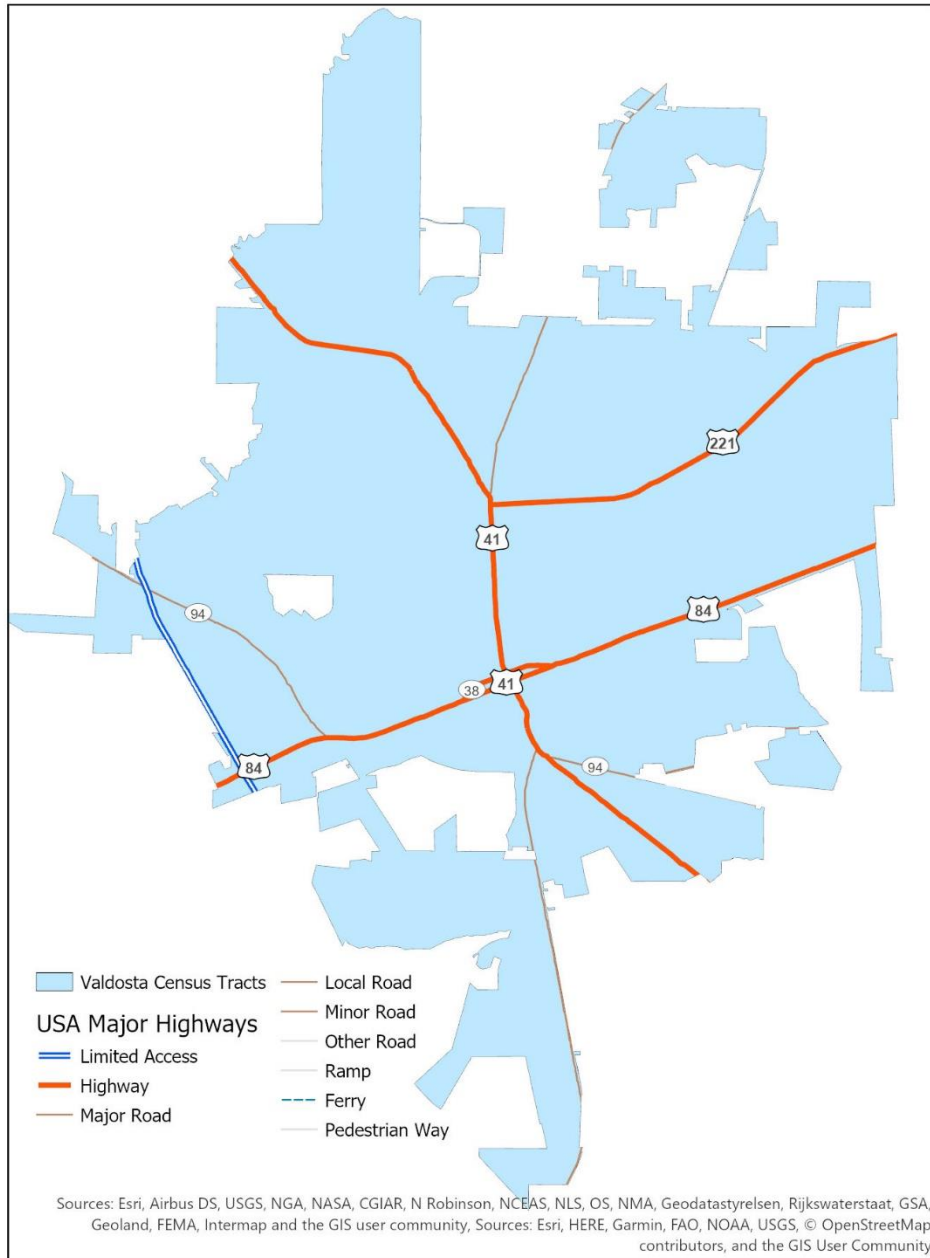 221
41
84
94
38
41
84
94
Valdosta Census Tracts
USA Major Highways
Limited Access
Highway
Major Road
Local Road
Minor Road
Other Road
Ramp
Ferry
Pedestrian Way
Sources: Esri, Airbus DS, USGS, NGA, NASA, CGIAR, N Robinson, NCEAS, NLS, OS, NMA, Geodatastyrelsen, Rijkswaterstaat, GSA,
Geoland, FEMA, Intermap and the GIS user community, Sources: Esri, HERE, Garmin, FAO, NOAA, USGS, © OpenStreetMap
contributors, and the GIS User Community